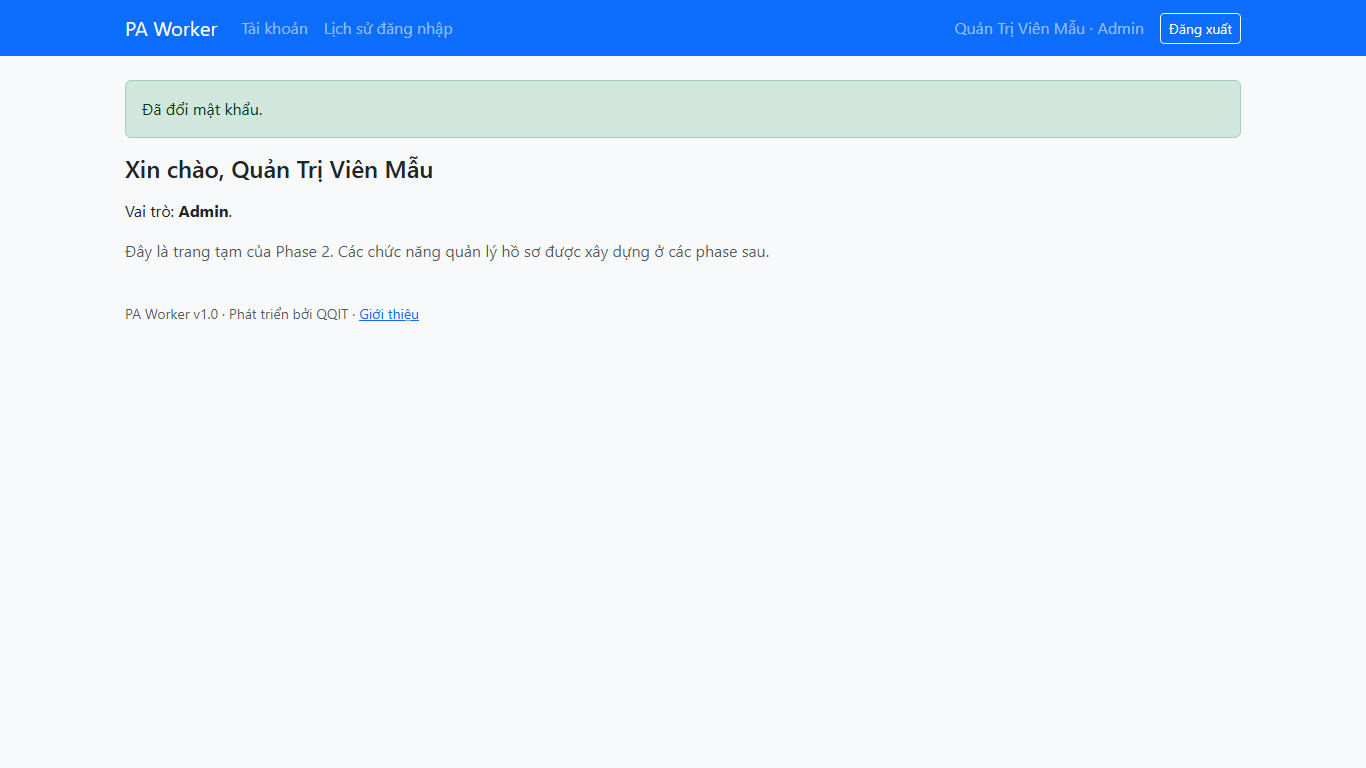 PA Worker Tài khoản Lịch sử đăng nhập Quản Trị Viên Mẫu · Admin Đăng xuất
Đã đổi mật khẩu.
Xin chào, Quản Trị Viên Mẫu
Vai trò: Admin.
Đây là trang tạm của Phase 2. Các chức năng quản lý hồ sơ được xây dựng ở các phase sau.
PA Worker v1.0 · Phát triển bởi QQIT · Giới thiệu